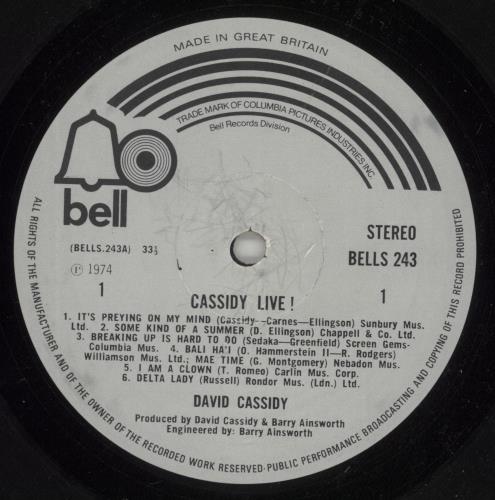 MADE IN GREAT BRITAIN
TRADE MARK OF COLUMBIA PICTURES INDUSTRIES INC.
Bell Records Division
bell
(BELLS.243A) 33⅓
Ⓟ 1974
1
STEREO
BELLS 243
1
CASSIDY LIVE!
1. IT'S PREYING ON MY MIND (Cassidy—Carnes—Ellingson) Sunbury Mus.
Ltd. 2. SOME KIND OF A SUMMER (D. Ellingson) Chappell & Co. Ltd.
3. BREAKING UP IS HARD TO DO (Sedaka—Greenfield) Screen Gems-
Columbia Mus. 4. BALI HA'I (O. Hammerstein II—R. Rodgers)
Williamson Mus. Ltd.; MAE TIME (G. Montgomery) Nebadon Mus.
5. I AM A CLOWN (T. Romeo) Carlin Mus. Corp.
6. DELTA LADY (Russell) Rondor Mus. (Ldn.) Ltd.
DAVID CASSIDY
Produced by David Cassidy & Barry Ainsworth
Engineered by: Barry Ainsworth
ALL RIGHTS OF THE MANUFACTURER AND OF THE OWNER OF THE RECORDED WORK RESERVED·PUBLIC PERFORMANCE BROADCASTING AND COPYING OF THIS RECORD PROHIBITED